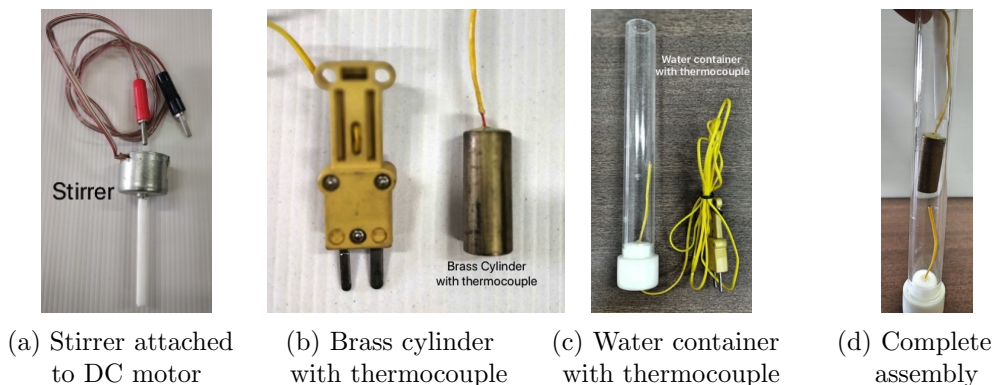 Stirrer
Brass Cylinder
with thermocouple
Water container
with thermocouple
(a) Stirrer attached
to DC motor
(b) Brass cylinder
with thermocouple
(c) Water container
with thermocouple
(d) Complete
assembly